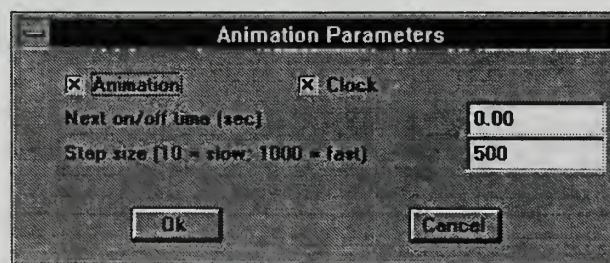 Animation Parameters
Animation Clock
Next on/off time (sec) 0.00
Step size (10 = slow; 1000 = fast) 500
Ok Cancel